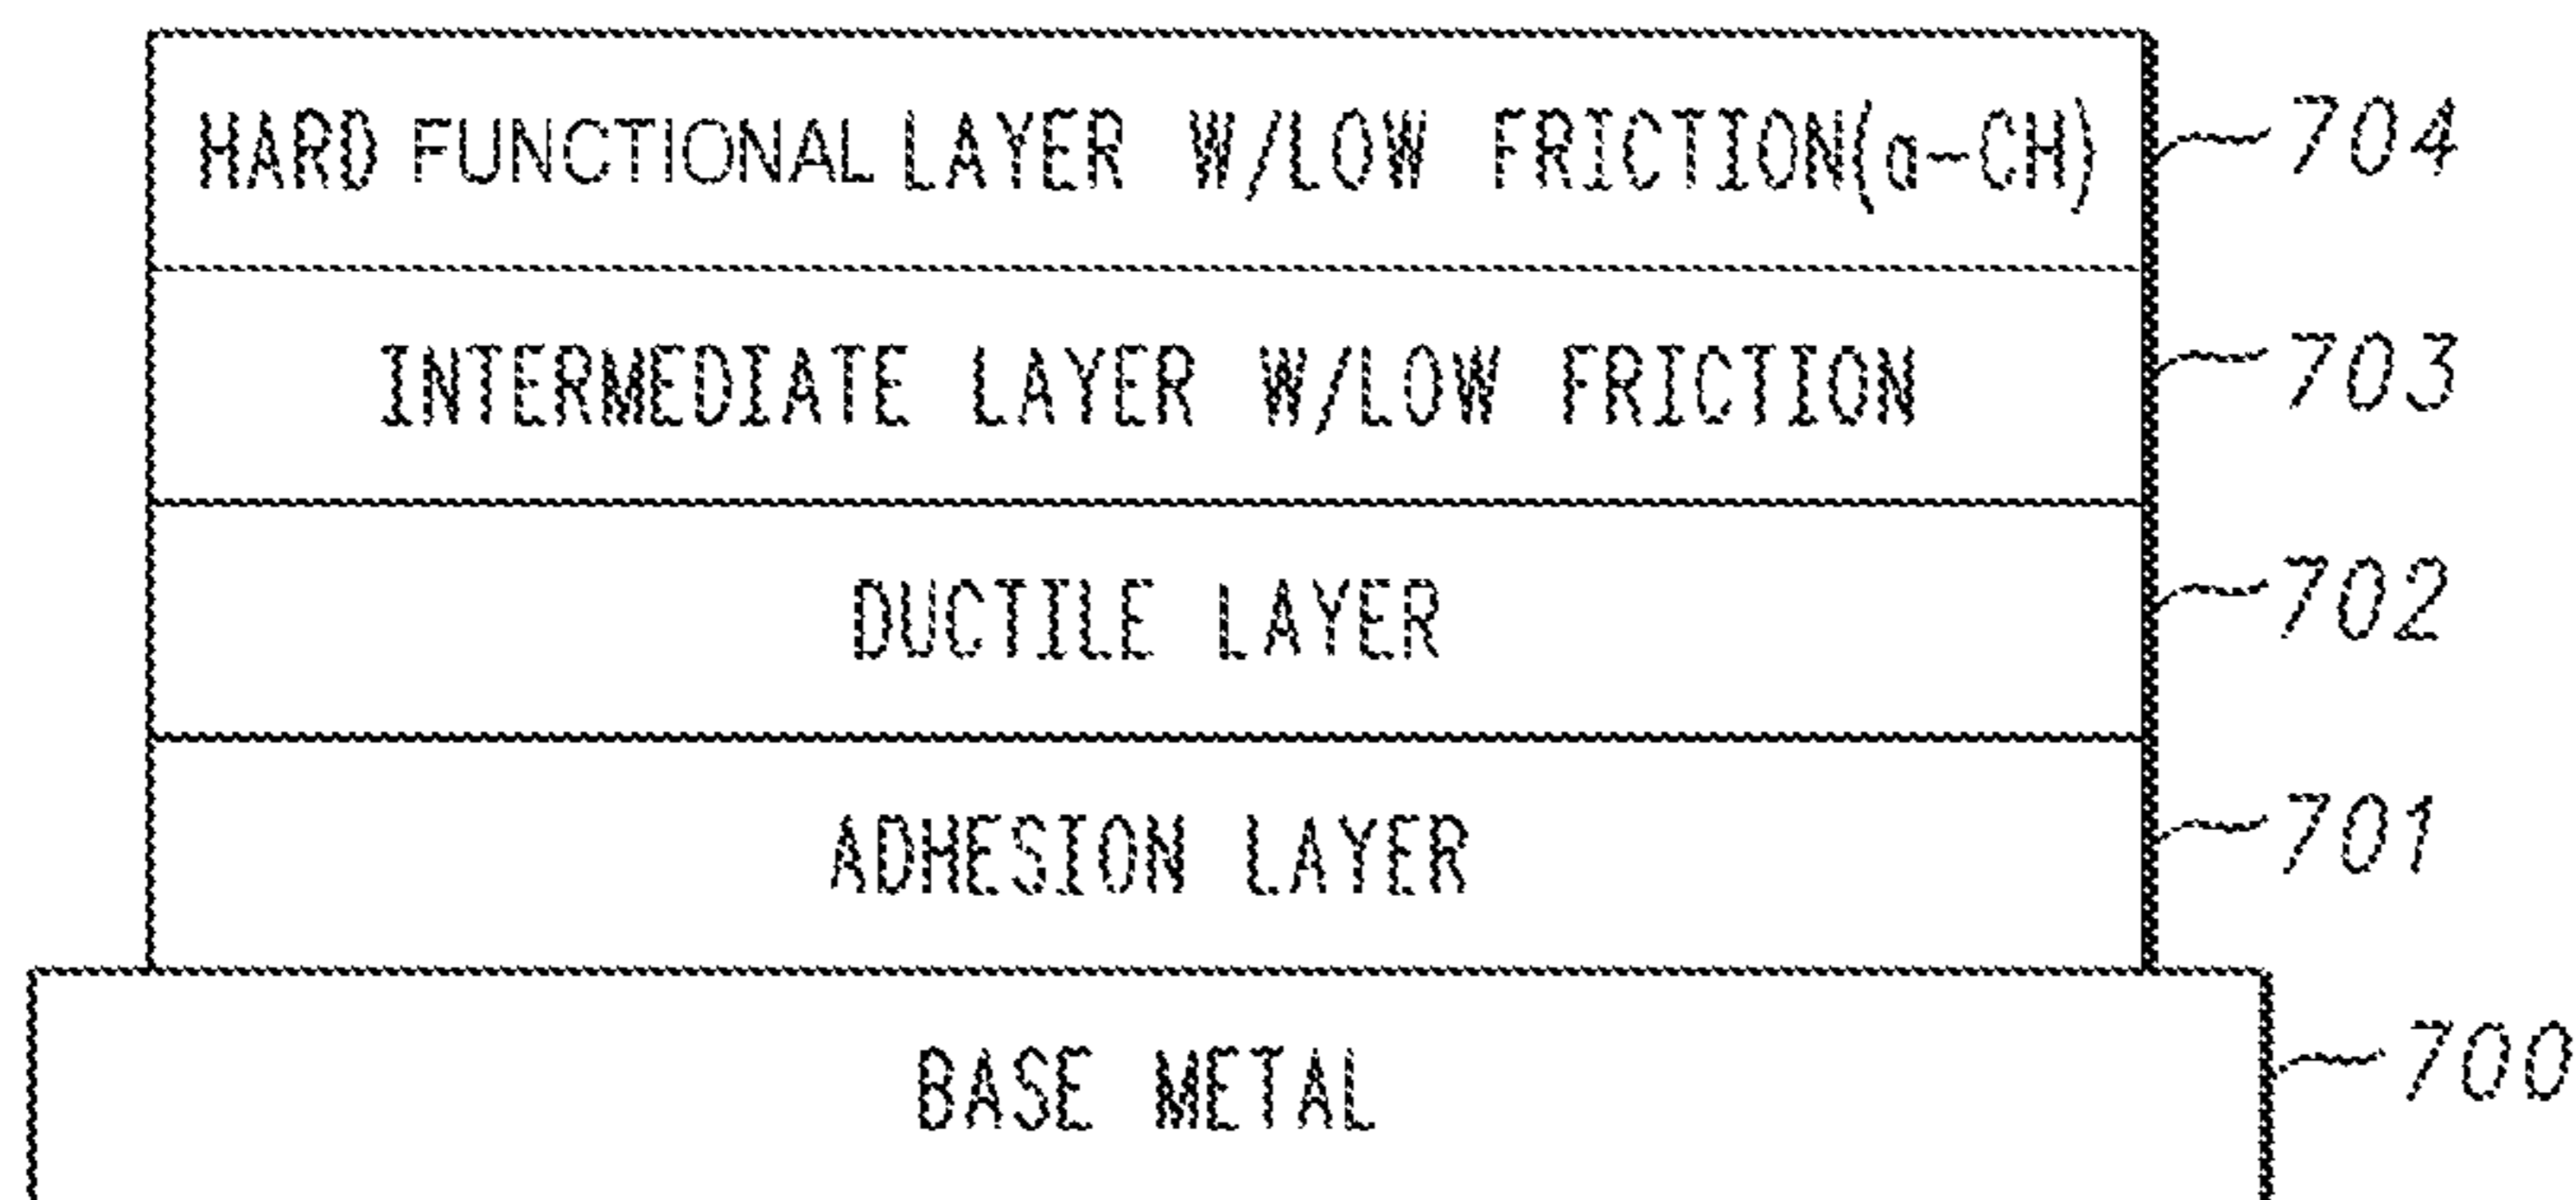 HARD FUNCTIONAL LAYER W/LOW FRICTION(a-CH) 704
INTERMEDIATE LAYER W/LOW FRICTION 703
DUCTILE LAYER 702
ADHESION LAYER 701
BASE METAL 700